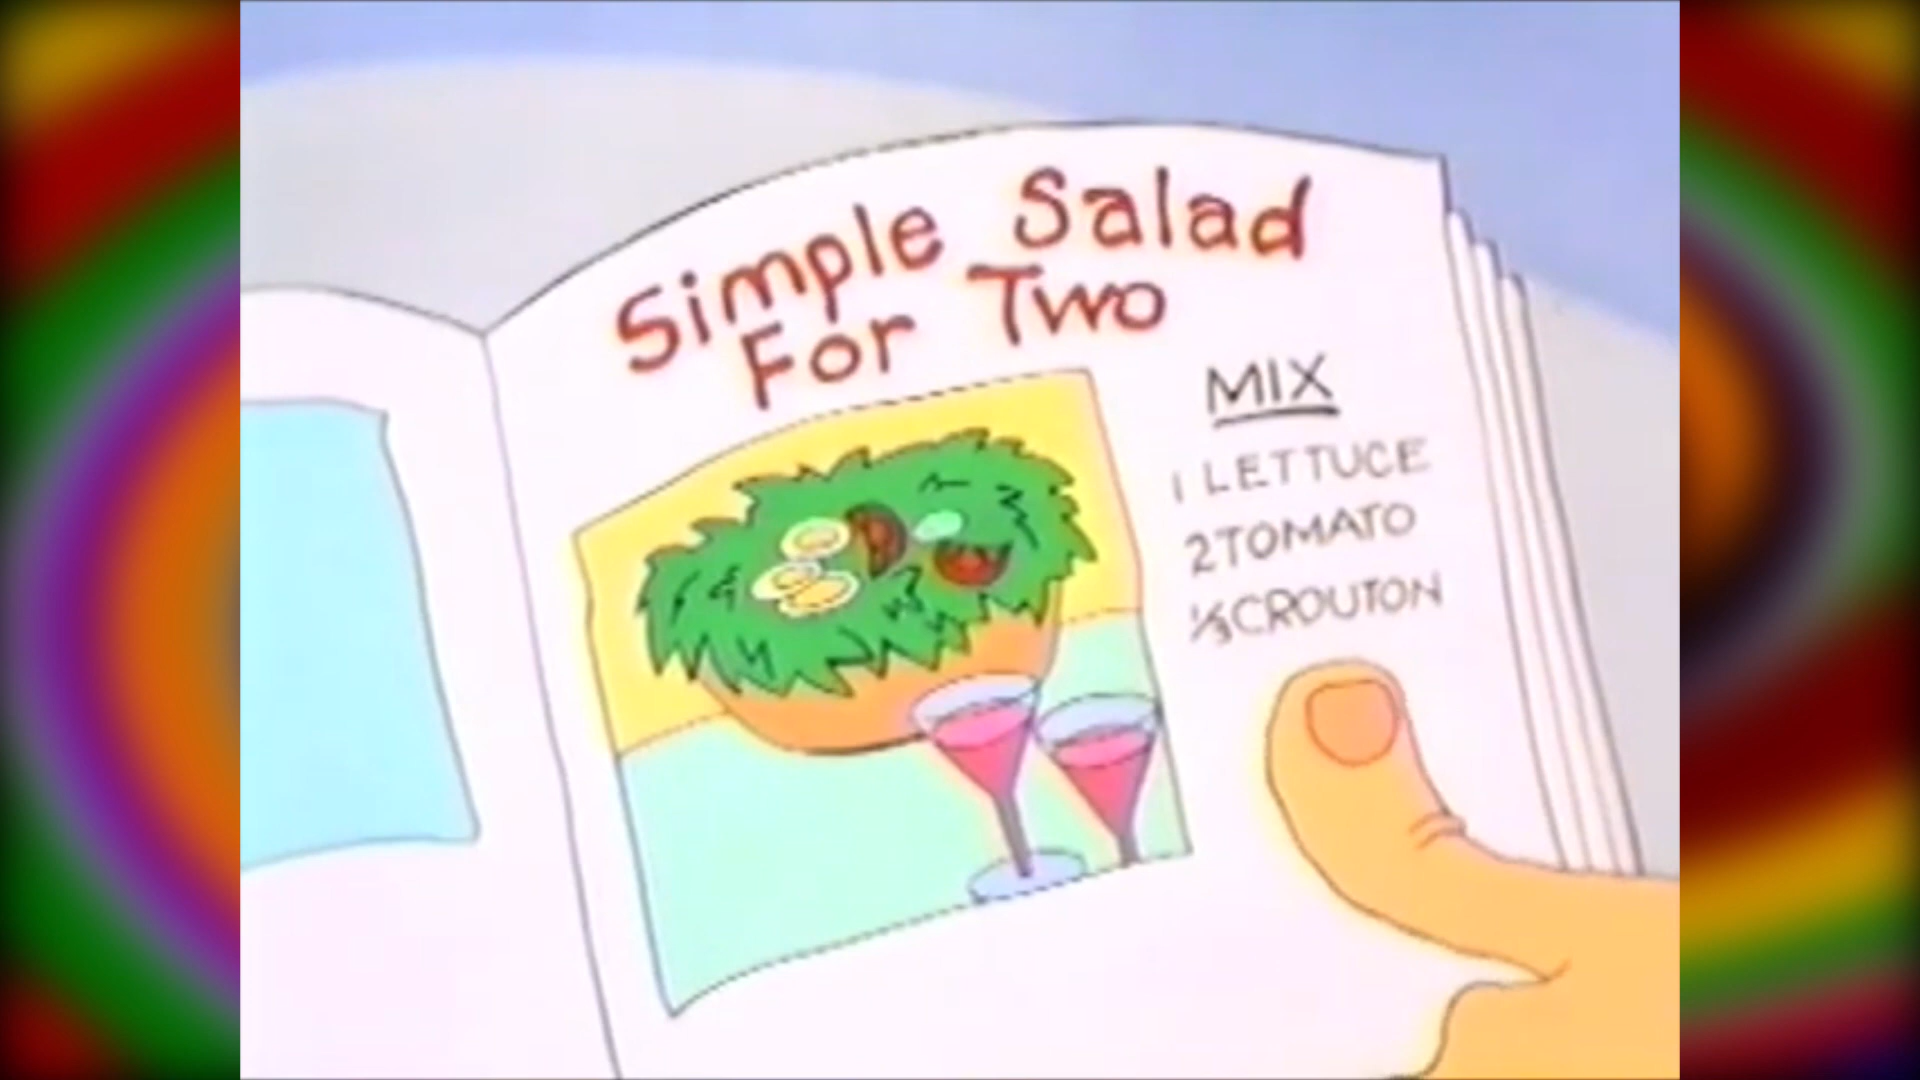 Simple Salad
For Two
MIX
1 LETTUCE
2 TOMATO
1/3 CROUTON